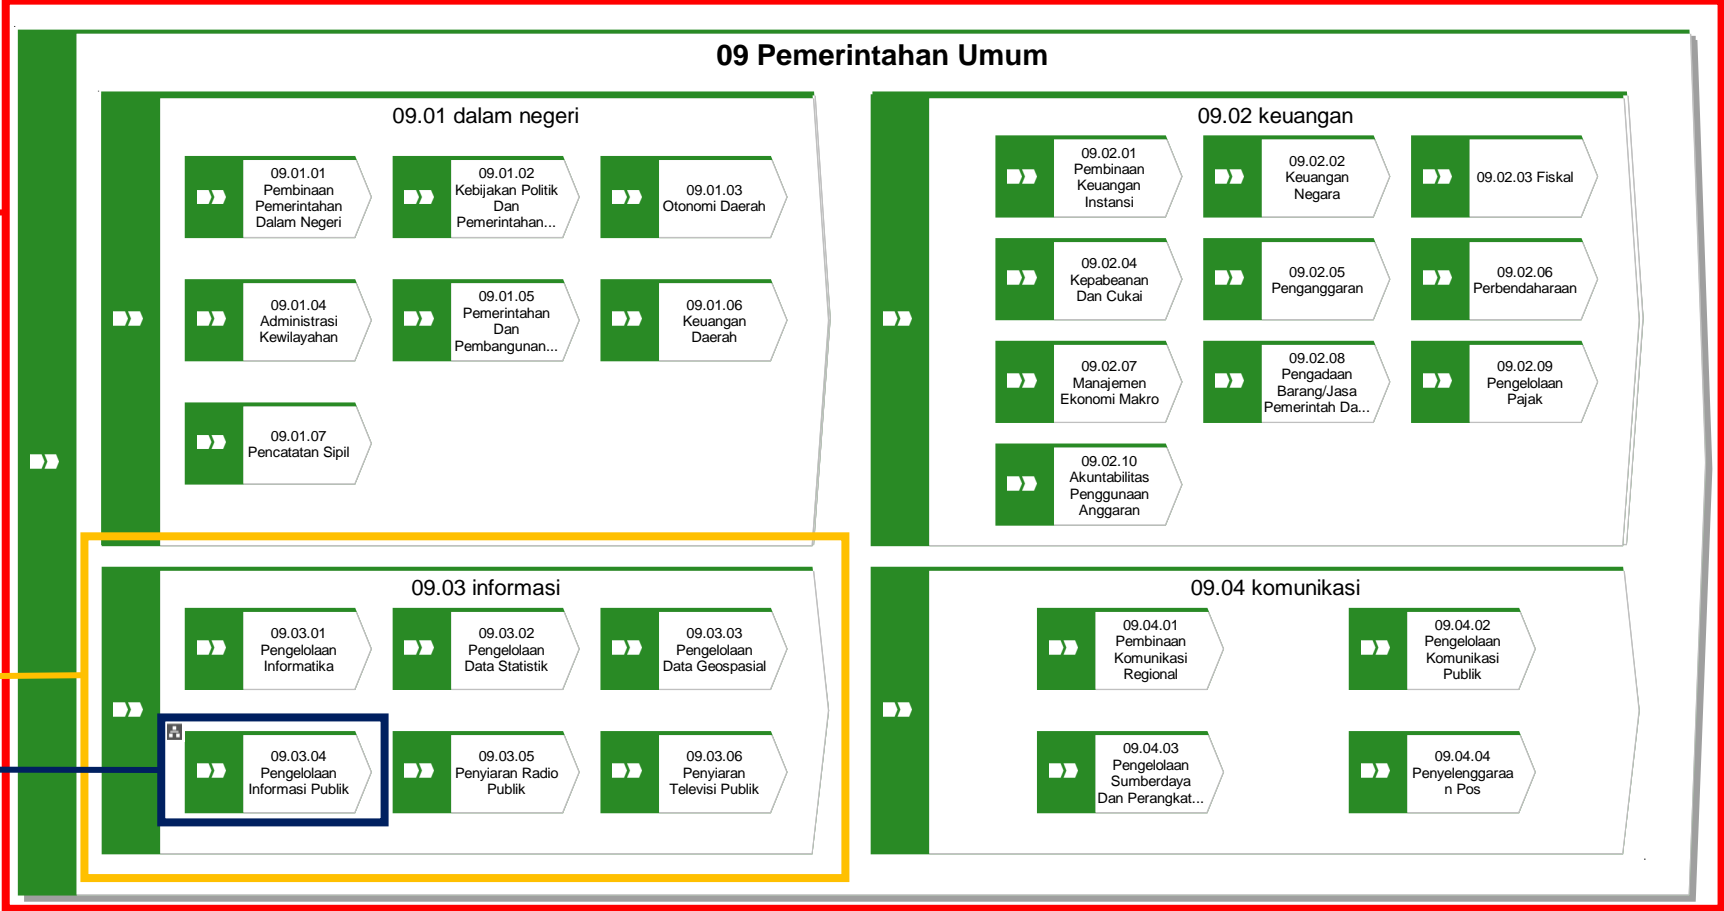 09 Pemerintahan Umum
09.01 dalam negeri
09.01.01
Pembinaan
Pemerintahan
Dalam Negeri
09.01.02
Kebijakan Politik
Dan
Pemerintahan...
09.01.03
Otonomi Daerah
09.01.04
Administrasi
Kewilayahan
09.01.05
Pemerintahan
Dan
Pembangunan...
09.01.06
Keuangan
Daerah
09.01.07
Pencatatan Sipil
09.02 keuangan
09.02.01
Pembinaan
Keuangan
Instansi
09.02.02
Keuangan
Negara
09.02.03 Fiskal
09.02.04
Kepabeanan
Dan Cukai
09.02.05
Penganggaran
09.02.06
Perbendaharaan
09.02.07
Manajemen
Ekonomi Makro
09.02.08
Pengadaan
Barang/Jasa
Pemerintah Da...
09.02.09
Pengelolaan
Pajak
09.02.10
Akuntabilitas
Penggunaan
Anggaran
09.03 informasi
09.03.01
Pengelolaan
Informatika
09.03.02
Pengelolaan
Data Statistik
09.03.03
Pengelolaan
Data Geospasial
09.03.04
Pengelolaan
Informasi Publik
09.03.05
Penyiaran Radio
Publik
09.03.06
Penyiaran
Televisi Publik
09.04 komunikasi
09.04.01
Pembinaan
Komunikasi
Regional
09.04.02
Pengelolaan
Komunikasi
Publik
09.04.03
Pengelolaan
Sumberdaya
Dan Perangkat...
09.04.04
Penyelenggaraa
n Pos